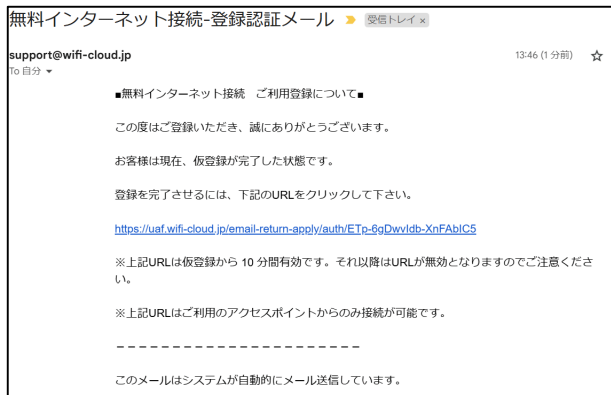 無料インターネット接続-登録認証メール 受信トレイ ×
support@wifi-cloud.jp 13:46 (1 分前)
To 自分
■無料インターネット接続　ご利用登録について■
この度はご登録いただき、誠にありがとうございます。
お客様は現在、仮登録が完了した状態です。
登録を完了させるには、下記のURLをクリックして下さい。
https://uaf.wifi-cloud.jp/email-return-apply/auth/ETp-6gDwvIdb-XnFAbIC5
※上記URLは仮登録から 10 分間有効です。それ以降はURLが無効となりますのでご注意くださ
い。
※上記URLはご利用のアクセスポイントからのみ接続が可能です。
－－－－－－－－－－－－－－－－－－－－－－
このメールはシステムが自動的にメール送信しています。